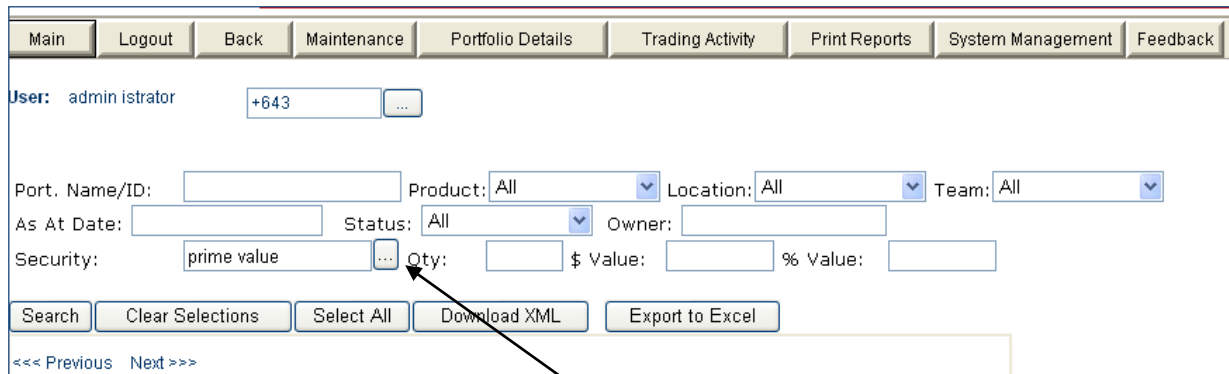 Main Logout Back Maintenance Portfolio Details Trading Activity Print Reports System Management Feedback
User: admin istrator +643 ...
Port. Name/ID: Product: All Location: All Team: All
As At Date: Status: All Owner:
Security: prime value ... Qty: $ Value: % Value:
Search Clear Selections Select All Download XML Export to Excel
<<< Previous Next >>>